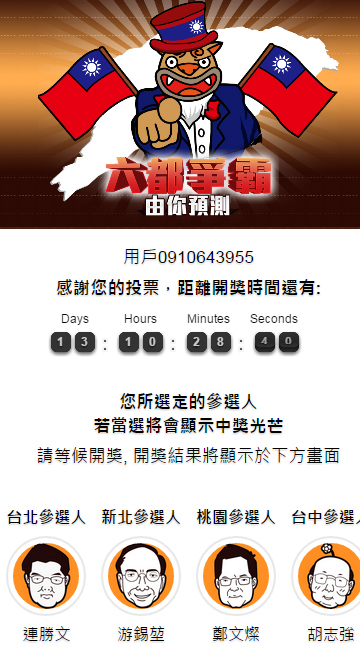 六都爭霸
由你預測
用戶0910643955
感謝您的投票，距離開獎時間還有:
Days Hours Minutes Seconds
13 : 10 : 28 : 40
您所選定的參選人
若當選將會顯示中獎光芒
請等候開獎, 開獎結果將顯示於下方畫面
台北參選人 新北參選人 桃園參選人 台中參選人
連勝文 游錫堃 鄭文燦 胡志強